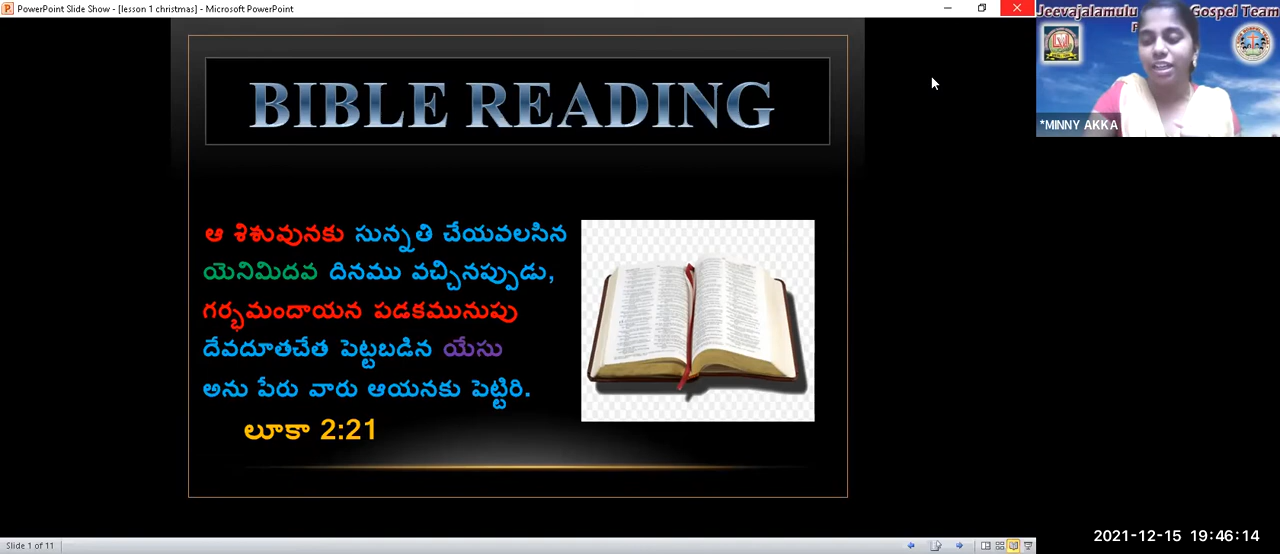 PowerPoint Slide Show - [lesson 1 christmas] - Microsoft PowerPoint
Jeevajalamulu Gospel Team
*MINNY AKKA
BIBLE READING
ఆ శిశువునకు సున్నతి చేయవలసిన
యెనిమిదవ దినము వచ్చినప్పుడు,
గర్భమందాయన పడకమునుపు
దేవదూతచేత పెట్టబడిన యేసు
అను పేరు వారు ఆయనకు పెట్టిరి.
లూకా 2:21
2021-12-15 19:46:14
Slide 1 of 11